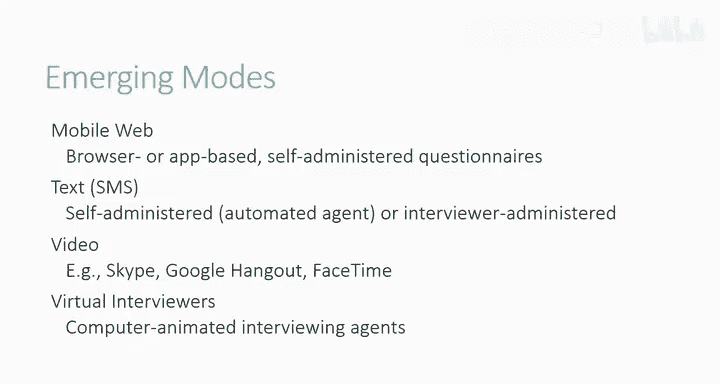 Emerging Modes
Mobile Web
Browser- or app-based, self-administered questionnaires
Text (SMS)
Self-administered (automated agent) or interviewer-administered
Video
E.g., Skype, Google Hangout, FaceTime
Virtual Interviewers
Computer-animated interviewing agents